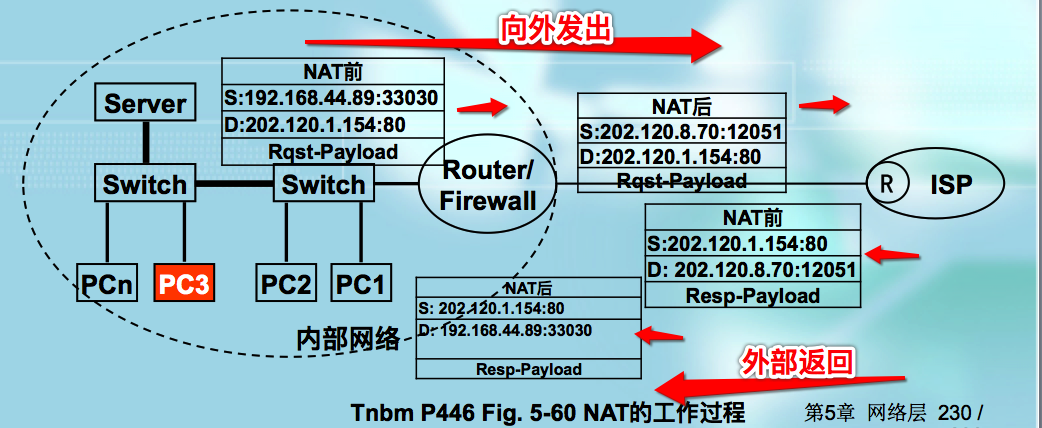 向外发出
NAT前
S:192.168.44.89:33030
D:202.120.1.154:80
Rqst-Payload
NAT后
S:202.120.8.70:12051
D:202.120.1.154:80
Rqst-Payload
Server
Switch
Switch
Router/
Firewall
R
ISP
NAT前
S:202.120.1.154:80
D: 202.120.8.70:12051
Resp-Payload
PCn
PC3
PC2
PC1
NAT后
S: 202.120.1.154:80
D: 192.168.44.89:33030
Resp-Payload
内部网络
外部返回
Tnbm P446 Fig. 5-60 NAT的工作过程
第5章 网络层 230 /